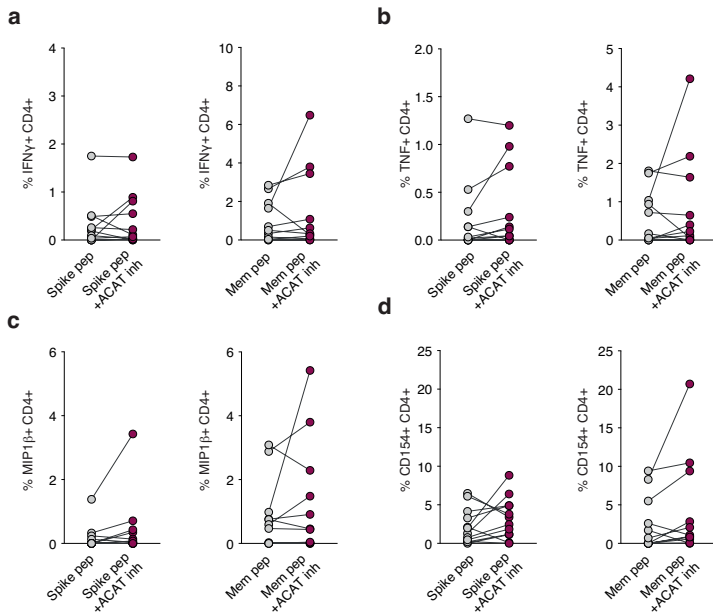 a
4
3
2
1
0
% IFNγ+ CD4+
Spike pep
Spike pep
+ACAT inh
10
8
6
4
2
0
% IFNγ+ CD4+
Mem pep
Mem pep
+ACAT inh
b
2.0
1.5
1.0
0.5
0.0
% TNF+ CD4+
Spike pep
Spike pep
+ACAT inh
5
4
3
2
1
0
% TNF+ CD4+
Mem pep
Mem pep
+ACAT inh
c
6
4
2
0
% MIP1β+ CD4+
Spike pep
Spike pep
+ACAT inh
6
4
2
0
% MIP1β+ CD4+
Mem pep
Mem pep
+ACAT inh
d
25
20
15
10
5
0
% CD154+ CD4+
Spike pep
Spike pep
+ACAT inh
25
20
15
10
5
0
% CD154+ CD4+
Mem pep
Mem pep
+ACAT inh